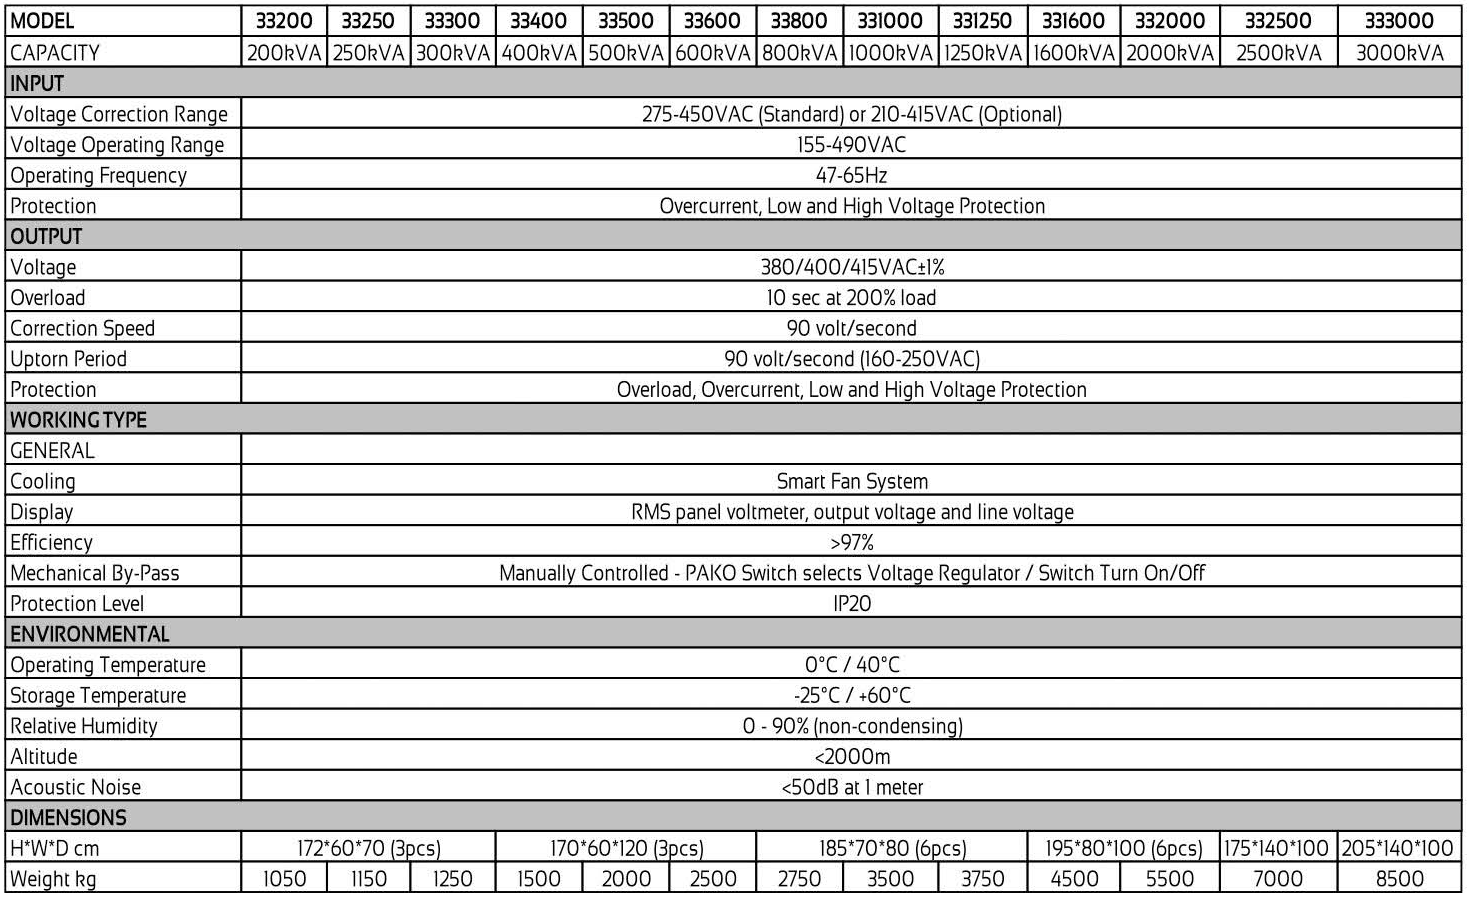 MODEL 33200 33250 33300 33400 33500 33600 33800 331000 331250 331600 332000 332500 333000
CAPACITY 200kVA 250kVA 300kVA 400kVA 500kVA 600kVA 800kVA 1000kVA 1250kVA 1600kVA 2000kVA 2500kVA 3000kVA
INPUT
Voltage Correction Range 275-450VAC (Standard) or 210-415VAC (Optional)
Voltage Operating Range 155-490VAC
Operating Frequency 47-65Hz
Protection Overcurrent, Low and High Voltage Protection
OUTPUT
Voltage 380/400/415VAC±1%
Overload 10 sec at 200% load
Correction Speed 90 volt/second
Uptorn Period 90 volt/second (160-250VAC)
Protection Overload, Overcurrent, Low and High Voltage Protection
WORKING TYPE
GENERAL
Cooling Smart Fan System
Display RMS panel voltmeter, output voltage and line voltage
Efficiency >97%
Mechanical By-Pass Manually Controlled - PAKO Switch selects Voltage Regulator / Switch Turn On/Off
Protection Level IP20
ENVIRONMENTAL
Operating Temperature 0°C / 40°C
Storage Temperature -25°C / +60°C
Relative Humidity 0 - 90% (non-condensing)
Altitude <2000m
Acoustic Noise <50dB at 1 meter
DIMENSIONS
H*W*D cm 172*60*70 (3pcs) 170*60*120 (3pcs) 185*70*80 (6pcs) 195*80*100 (6pcs) 175*140*100 205*140*100
Weight kg 1050 1150 1250 1500 2000 2500 2750 3500 3750 4500 5500 7000 8500